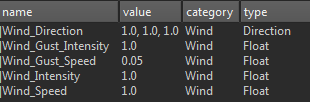 name value category type
Wind_Direction 1.0, 1.0, 1.0 Wind Direction
Wind_Gust_Intensity 1.0 Wind Float
Wind_Gust_Speed 0.05 Wind Float
Wind_Intensity 1.0 Wind Float
Wind_Speed 1.0 Wind Float